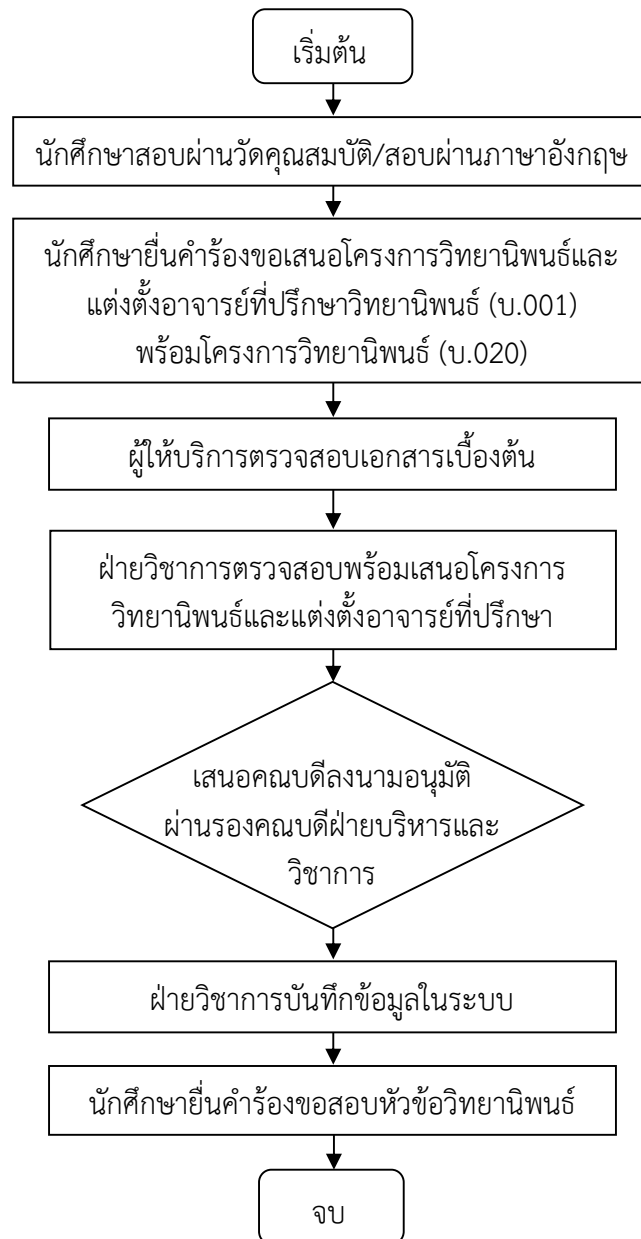 เริ่มต้น
นักศึกษาสอบผ่านวัดคุณสมบัติ/สอบผ่านภาษาอังกฤษ
นักศึกษายื่นคำร้องขอเสนอโครงการวิทยานิพนธ์และ
แต่งตั้งอาจารย์ที่ปรึกษาวิทยานิพนธ์ (บ.001)
พร้อมโครงการวิทยานิพนธ์ (บ.020)
ผู้ให้บริการตรวจสอบเอกสารเบื้องต้น
ฝ่ายวิชาการตรวจสอบพร้อมเสนอโครงการ
วิทยานิพนธ์และแต่งตั้งอาจารย์ที่ปรึกษา
เสนอคณบดีลงนามอนุมัติ
ผ่านรองคณบดีฝ่ายบริหารและ
วิชาการ
ฝ่ายวิชาการบันทึกข้อมูลในระบบ
นักศึกษายื่นคำร้องขอสอบหัวข้อวิทยานิพนธ์
จบ